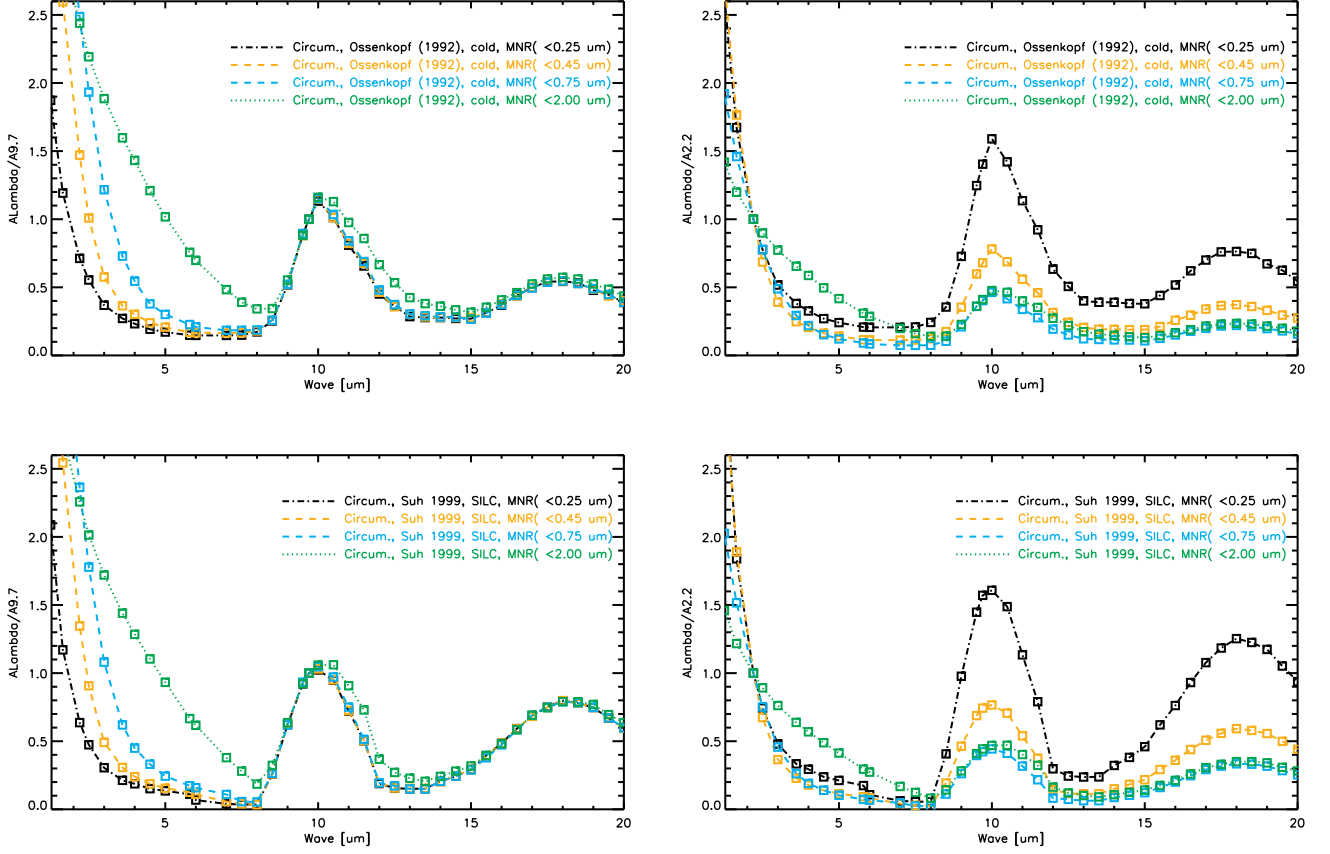 2.5
2.0
1.5
1.0
0.5
0.0
ALambda/A9.7
Circum., Ossenkopf (1992), cold, MNR( <0.25 um)
Circum., Ossenkopf (1992), cold, MNR( <0.45 um)
Circum., Ossenkopf (1992), cold, MNR( <0.75 um)
Circum., Ossenkopf (1992), cold, MNR( <2.00 um)
5 10 15 20
Wave [um]
2.5
2.0
1.5
1.0
0.5
0.0
ALambda/A2.2
Circum., Ossenkopf (1992), cold, MNR( <0.25 um)
Circum., Ossenkopf (1992), cold, MNR( <0.45 um)
Circum., Ossenkopf (1992), cold, MNR( <0.75 um)
Circum., Ossenkopf (1992), cold, MNR( <2.00 um)
5 10 15 20
Wave [um]
2.5
2.0
1.5
1.0
0.5
0.0
ALambda/A9.7
Circum., Suh 1999, SILC, MNR( <0.25 um)
Circum., Suh 1999, SILC, MNR( <0.45 um)
Circum., Suh 1999, SILC, MNR( <0.75 um)
Circum., Suh 1999, SILC, MNR( <2.00 um)
5 10 15 20
Wave [um]
2.5
2.0
1.5
1.0
0.5
0.0
ALambda/A2.2
Circum., Suh 1999, SILC, MNR( <0.25 um)
Circum., Suh 1999, SILC, MNR( <0.45 um)
Circum., Suh 1999, SILC, MNR( <0.75 um)
Circum., Suh 1999, SILC, MNR( <2.00 um)
5 10 15 20
Wave [um]